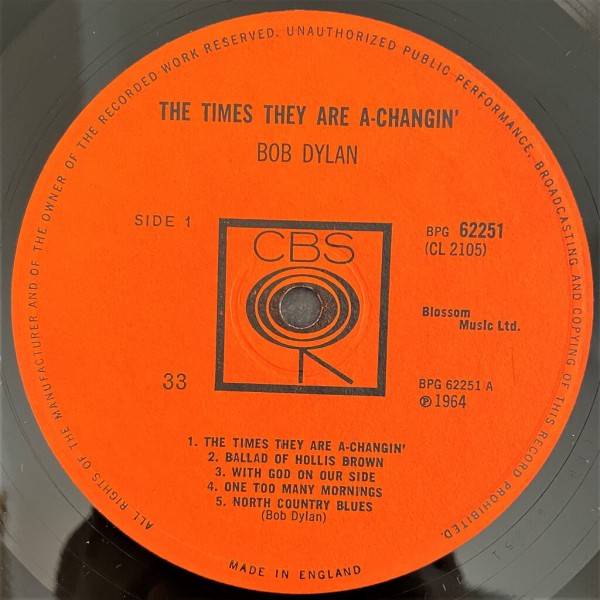 ALL RIGHTS OF THE MANUFACTURER AND OF THE OWNER OF THE RECORDED WORK RESERVED. UNAUTHORIZED PUBLIC PERFORMANCE, BROADCASTING AND COPYING OF THIS RECORD PROHIBITED.
THE TIMES THEY ARE A-CHANGIN'
BOB DYLAN
SIDE 1
CBS
BPG 62251
(CL 2105)
Blossom
Music Ltd.
33
BPG 62251 A
℗ 1964
1. THE TIMES THEY ARE A-CHANGIN'
2. BALLAD OF HOLLIS BROWN
3. WITH GOD ON OUR SIDE
4. ONE TOO MANY MORNINGS
5. NORTH COUNTRY BLUES
(Bob Dylan)
MADE IN ENGLAND